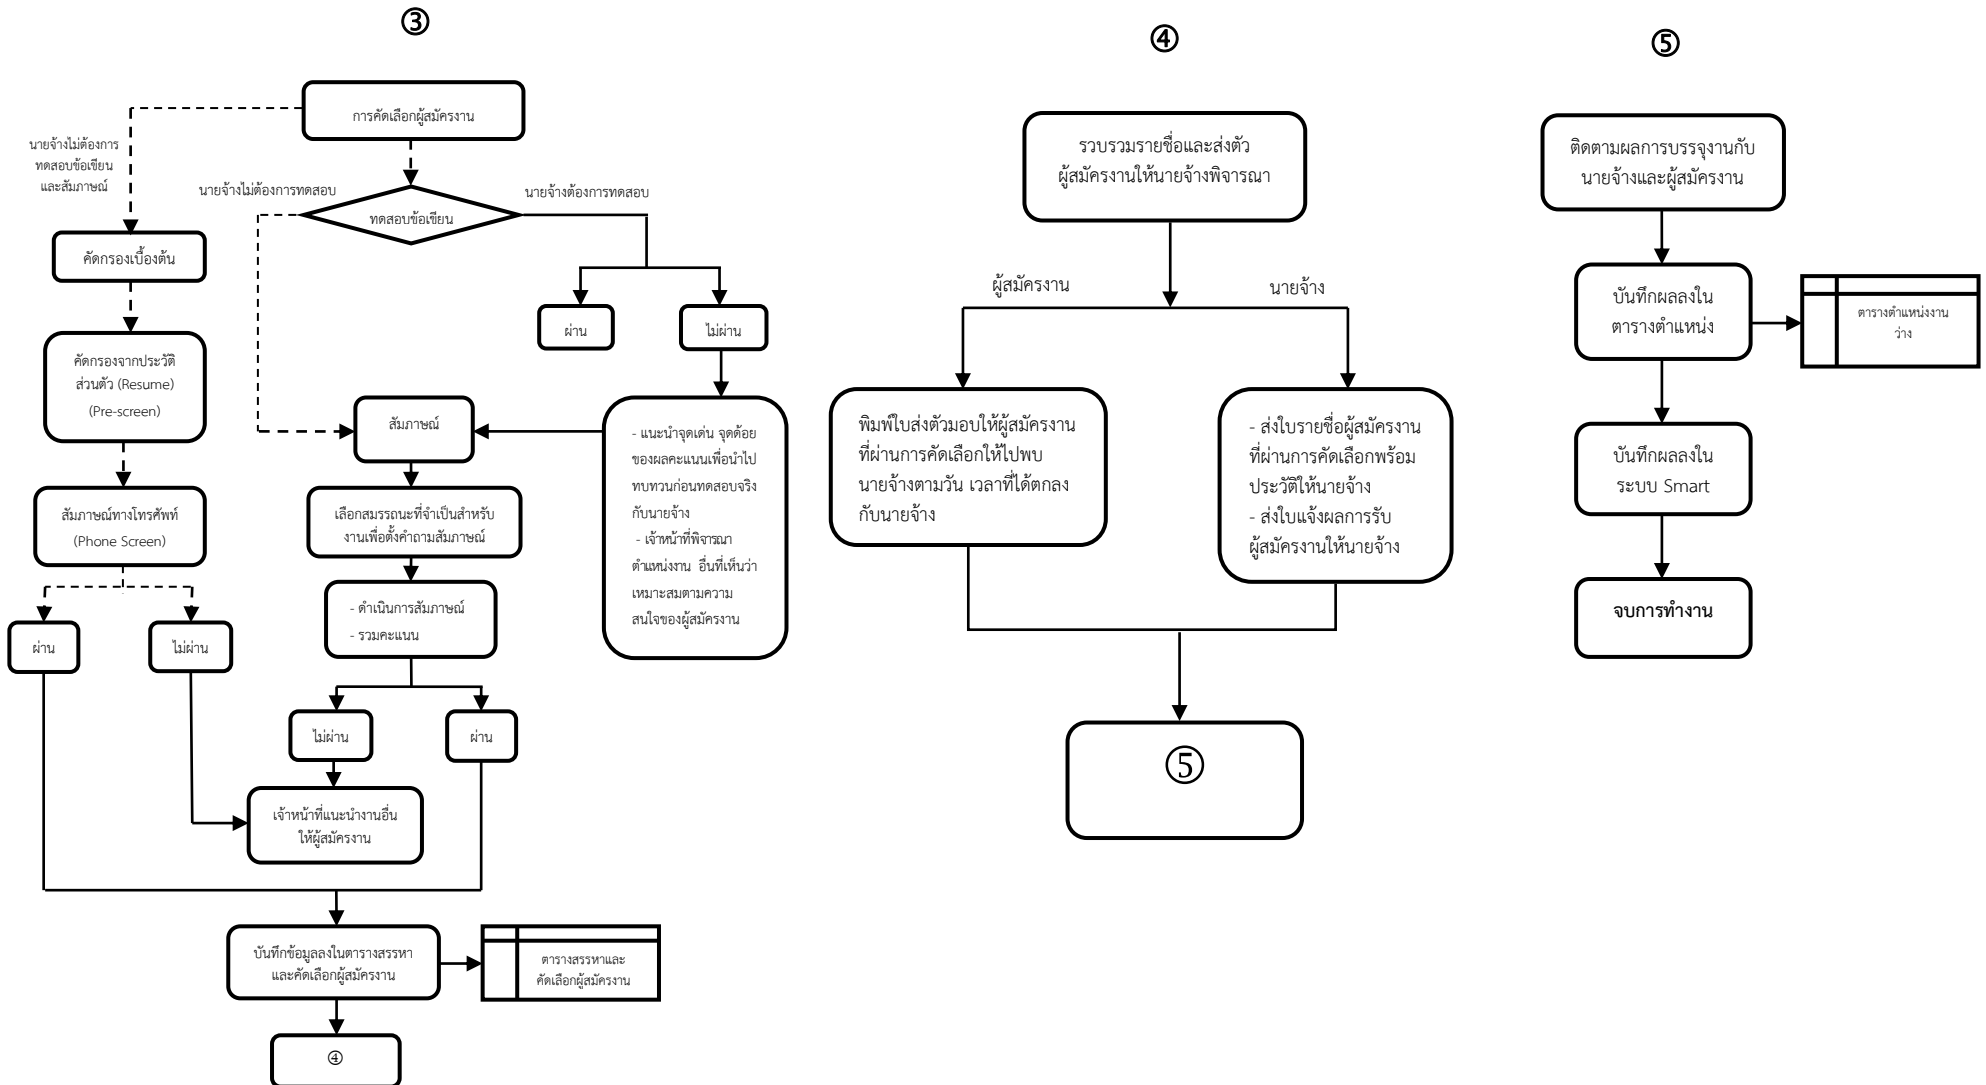 ③
การคัดเลือกผู้สมัครงาน
นายจ้างไม่ต้องการ
ทดสอบข้อเขียน
และสัมภาษณ์
นายจ้างไม่ต้องการทดสอบ
นายจ้างต้องการทดสอบ
ทดสอบข้อเขียน
คัดกรองเบื้องต้น
ผ่าน
ไม่ผ่าน
คัดกรองจากประวัติ
ส่วนตัว (Resume)
(Pre-screen)
สัมภาษณ์
- แนะนำจุดเด่น จุดด้อย
ของผลคะแนนเพื่อนำไป
ทบทวนก่อนทดสอบจริง
กับนายจ้าง
- เจ้าหน้าที่พิจารณา
ตำแหน่งงาน อื่นที่เห็นว่า
เหมาะสมตามความ
สนใจของผู้สมัครงาน
สัมภาษณ์ทางโทรศัพท์
(Phone Screen)
เลือกสมรรถนะที่จำเป็นสำหรับ
งานเพื่อตั้งคำถามสัมภาษณ์
- ดำเนินการสัมภาษณ์
- รวมคะแนน
ผ่าน
ไม่ผ่าน
ไม่ผ่าน
ผ่าน
เจ้าหน้าที่แนะนำงานอื่น
ให้ผู้สมัครงาน
บันทึกข้อมูลลงในตารางสรรหา
และคัดเลือกผู้สมัครงาน
ตารางสรรหาและ
คัดเลือกผู้สมัครงาน
④
④
รวบรวมรายชื่อและส่งตัว
ผู้สมัครงานให้นายจ้างพิจารณา
ผู้สมัครงาน
นายจ้าง
พิมพ์ใบส่งตัวมอบให้ผู้สมัครงาน
ที่ผ่านการคัดเลือกให้ไปพบ
นายจ้างตามวัน เวลาที่ได้ตกลง
กับนายจ้าง
- ส่งใบรายชื่อผู้สมัครงาน
ที่ผ่านการคัดเลือกพร้อม
ประวัติให้นายจ้าง
- ส่งใบแจ้งผลการรับ
ผู้สมัครงานให้นายจ้าง
⑤
⑤
ติดตามผลการบรรจุงานกับ
นายจ้างและผู้สมัครงาน
บันทึกผลลงใน
ตารางตำแหน่ง
ตารางตำแหน่งงาน
ว่าง
บันทึกผลลงใน
ระบบ Smart
จบการทำงาน